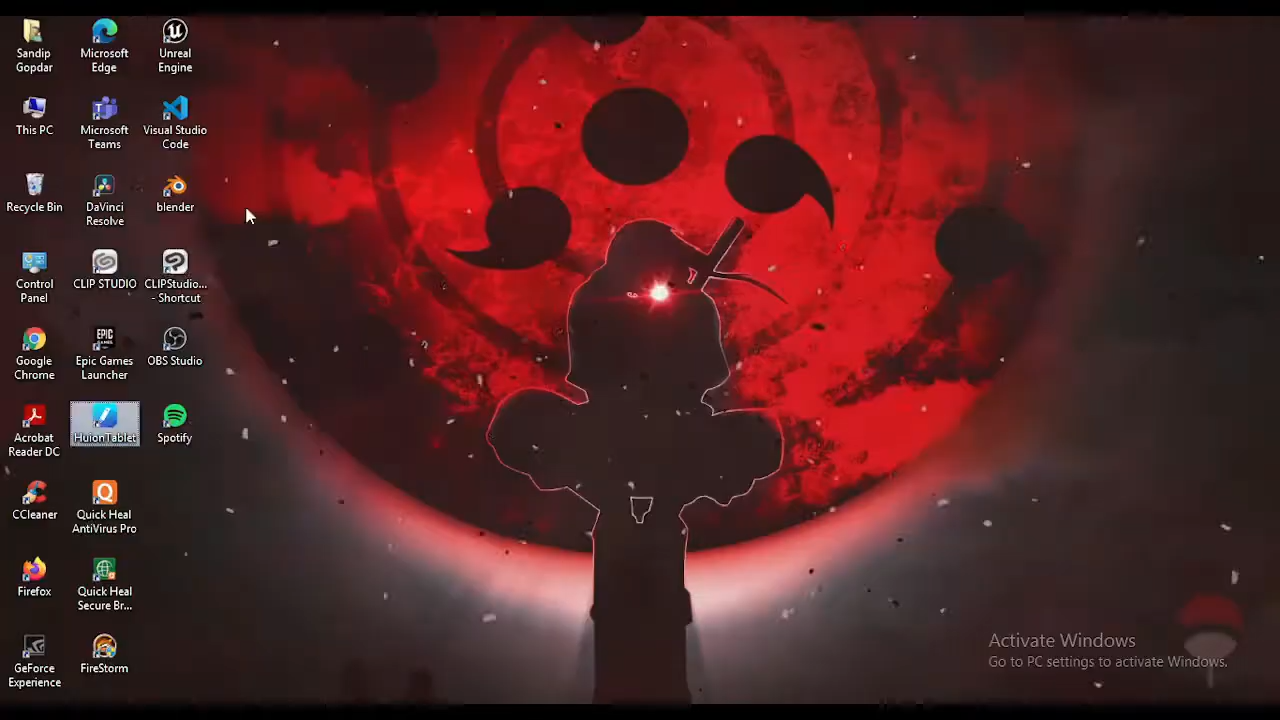 Sandip
Gopdar
Microsoft
Edge
Unreal
Engine
This PC
Microsoft
Teams
Visual Studio
Code
Recycle Bin
DaVinci
Resolve
blender
Control
Panel
CLIP STUDIO
CLIPStudio...
- Shortcut
Google
Chrome
EPIC
GAMES
Epic Games
Launcher
OBS Studio
Acrobat
Reader DC
HuionTablet
Spotify
CCleaner
Quick Heal
AntiVirus Pro
Firefox
Quick Heal
Secure Br...
GeForce
Experience
FireStorm
Activate Windows
Go to PC settings to activate Windows.